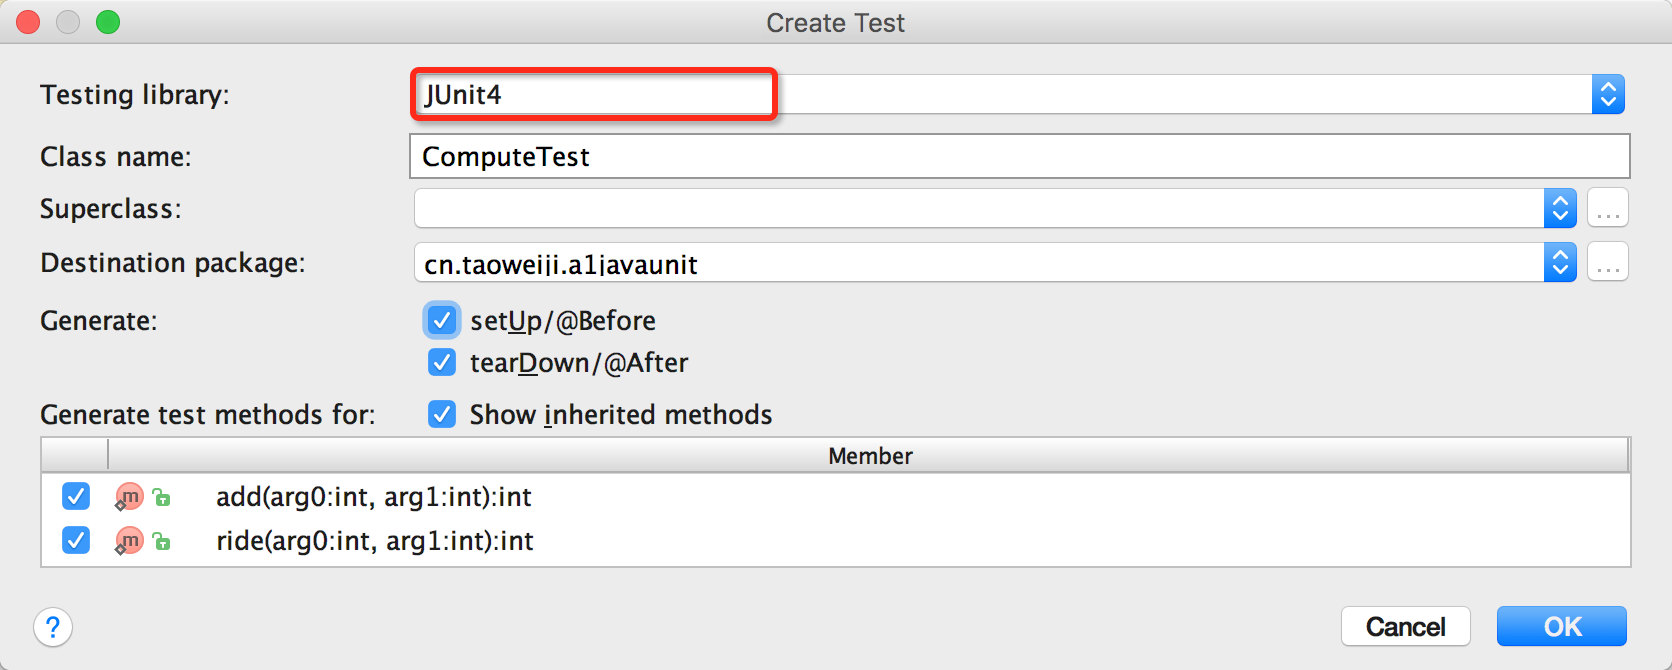 Create Test
Testing library: JUnit4
Class name: ComputeTest
Superclass: ...
Destination package: cn.taoweiji.a1javaunit ...
Generate: setUp/@Before
tearDown/@After
Generate test methods for: Show inherited methods
Member
m add(arg0:int, arg1:int):int
m ride(arg0:int, arg1:int):int
? Cancel OK